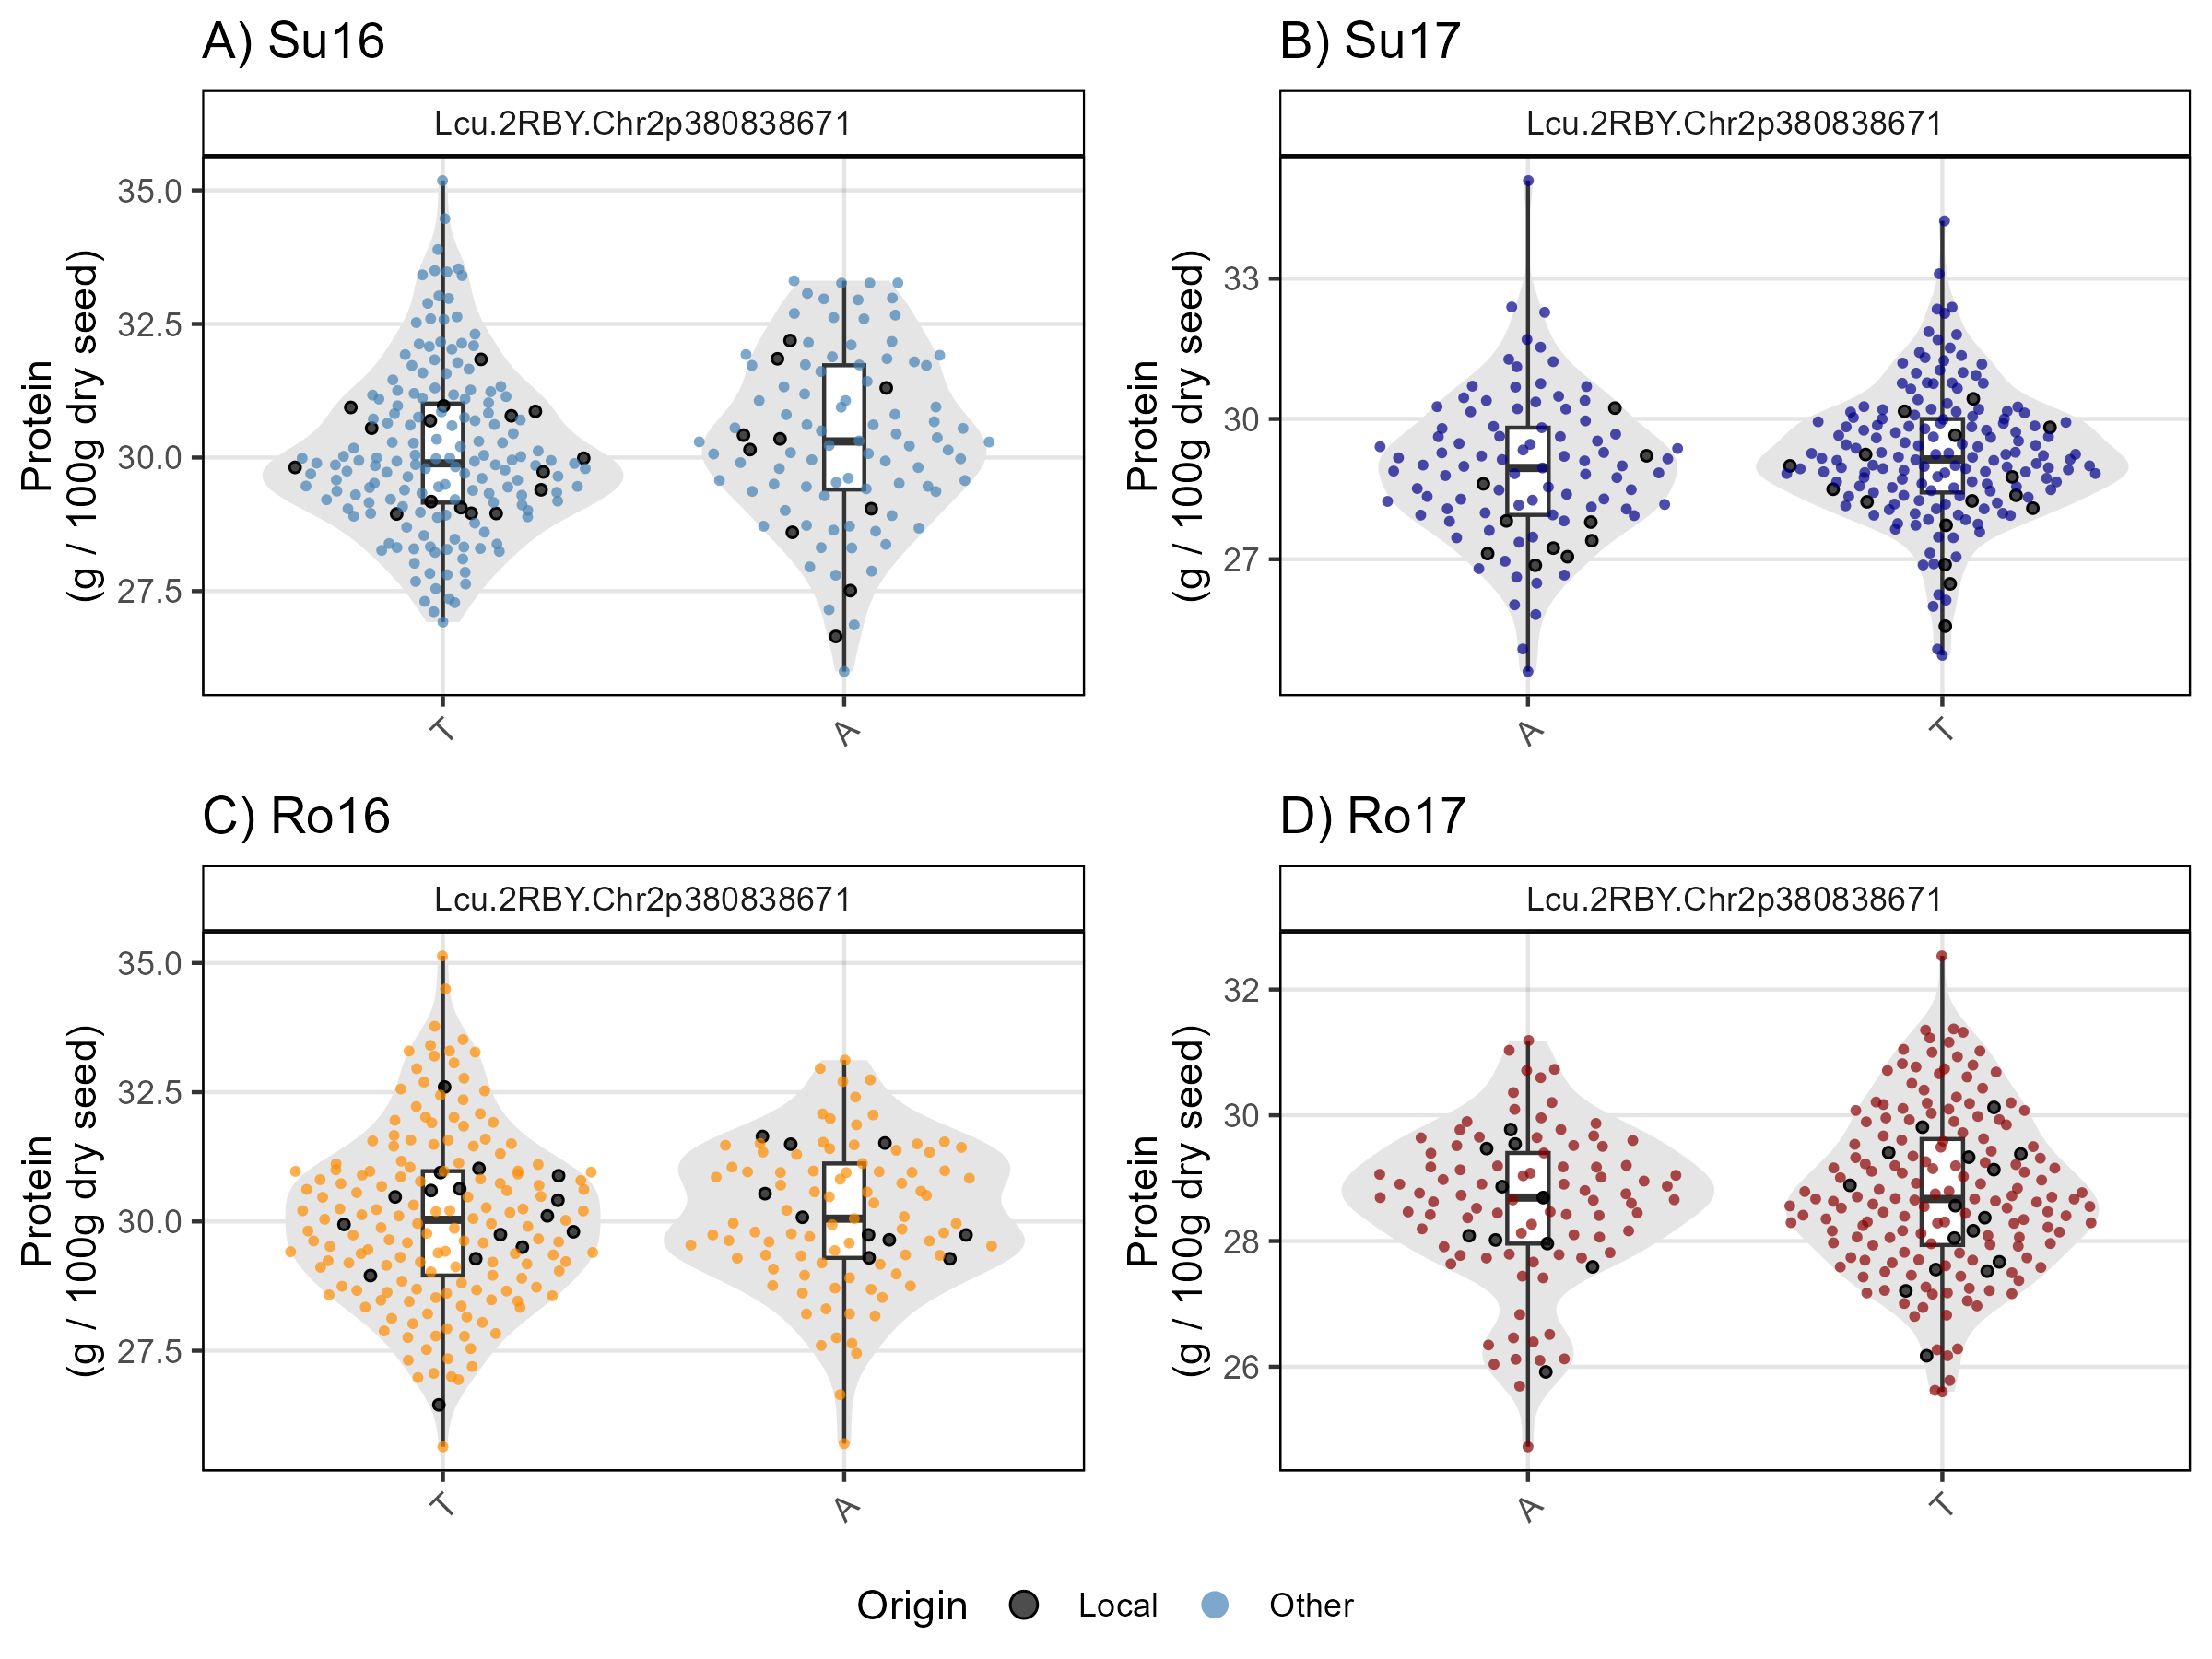 A) Su16
Lcu.2RBY.Chr2p380838671
Protein
(g / 100g dry seed)
35.0
32.5
30.0
27.5
T
A
B) Su17
Lcu.2RBY.Chr2p380838671
Protein
(g / 100g dry seed)
33
30
27
A
T
C) Ro16
Lcu.2RBY.Chr2p380838671
Protein
(g / 100g dry seed)
35.0
32.5
30.0
27.5
T
A
D) Ro17
Lcu.2RBY.Chr2p380838671
Protein
(g / 100g dry seed)
32
30
28
26
A
T
Origin Local Other